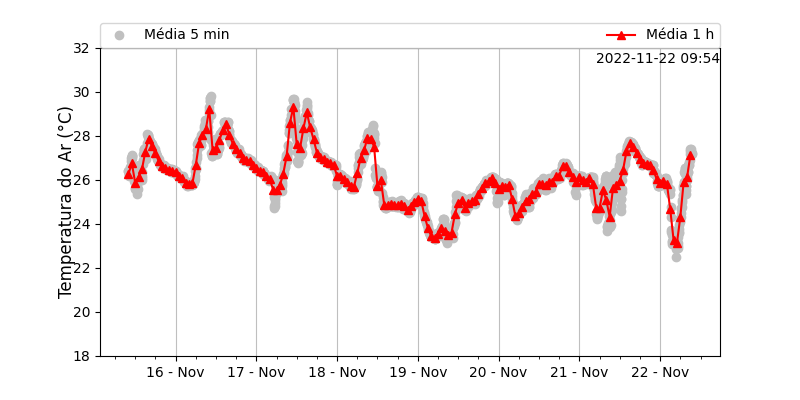 Média 5 min
Média 1 h
2022-11-22 09:54
Temperatura do Ar (°C)
32
30
28
26
24
22
20
18
16 - Nov
17 - Nov
18 - Nov
19 - Nov
20 - Nov
21 - Nov
22 - Nov